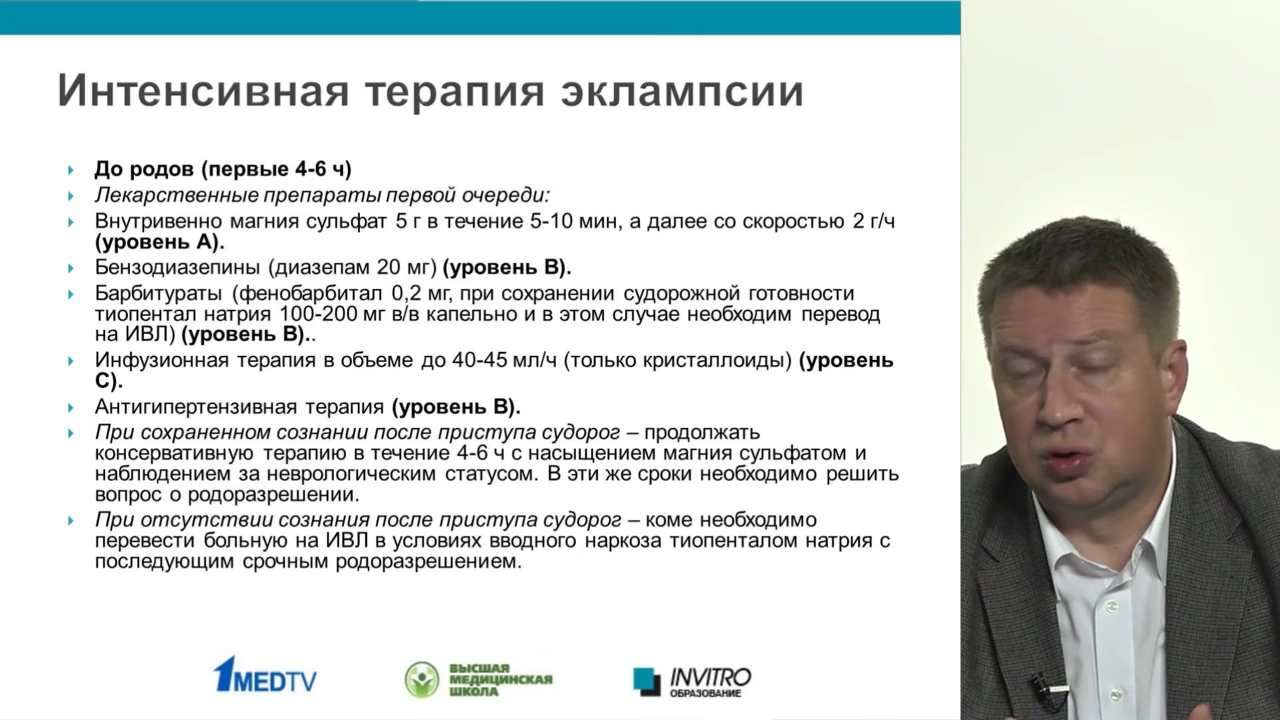 Интенсивная терапия эклампсии
До родов (первые 4-6 ч)
Лекарственные препараты первой очереди:
Внутривенно магния сульфат 5 г в течение 5-10 мин, а далее со скоростью 2 г/ч
(уровень А).
Бензодиазепины (диазепам 20 мг) (уровень В).
Барбитураты (фенобарбитал 0,2 мг, при сохранении судорожной готовности
тиопентал натрия 100-200 мг в/в капельно и в этом случае необходим перевод
на ИВЛ) (уровень В)..
Инфузионная терапия в объеме до 40-45 мл/ч (только кристаллоиды) (уровень
С).
Антигипертензивная терапия (уровень В).
При сохраненном сознании после приступа судорог – продолжать
консервативную терапию в течение 4-6 ч с насыщением магния сульфатом и
наблюдением за неврологическим статусом. В эти же сроки необходимо решить
вопрос о родоразрешении.
При отсутствии сознания после приступа судорог – коме необходимо
перевести больную на ИВЛ в условиях вводного наркоза тиопенталом натрия с
последующим срочным родоразрешением.
1MEDTV
ВЫСШАЯ
МЕДИЦИНСКАЯ
ШКОЛА
INVITRO
ОБРАЗОВАНИЕ